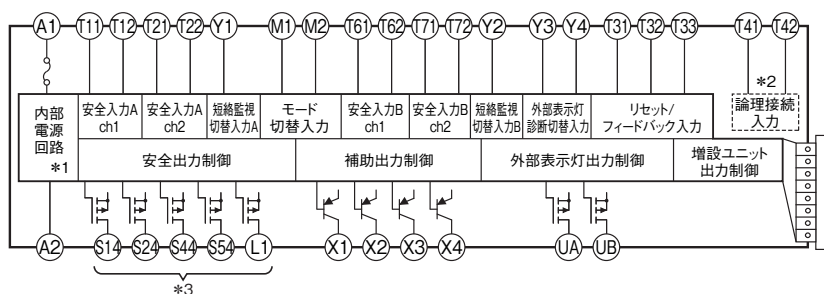 A1 T11 T12 T21 T22 Y1 M1 M2 T61 T62 T71 T72 Y2 Y3 Y4 T31 T32 T33 T41 T42
*2
内部
電源
回路
*1
安全入力A
ch1
安全入力A
ch2
短絡監視
切替入力A
モード
切替入力
安全入力B
ch1
安全入力B
ch2
短絡監視
切替入力B
外部表示灯
診断切替入力
リセット/
フィードバック入力
論理接続
入力
安全出力制御
補助出力制御
外部表示灯出力制御
増設ユニット
出力制御
A2 S14 S24 S44 S54 L1 X1 X2 X3 X4 UA UB
*3